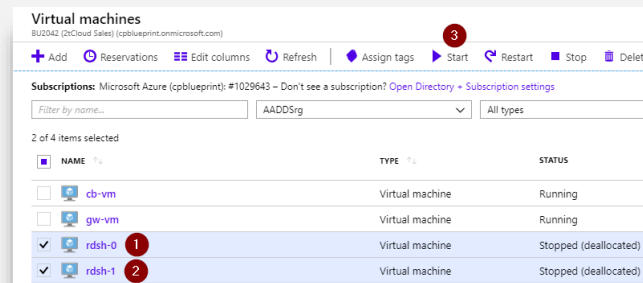 Virtual machines
BU2042 (2tCloud Sales) (cpblueprint.onmicrosoft.com)
3
Add Reservations Edit columns Refresh Assign tags Start Restart Stop Delet
Subscriptions: Microsoft Azure (cpblueprint): #1029643 – Don't see a subscription? Open Directory + Subscription settings
Filter by name... AADDSrg All types
2 of 4 items selected
NAME TYPE STATUS
cb-vm Virtual machine Running
gw-vm Virtual machine Running
rdsh-0 1 Virtual machine Stopped (deallocated)
rdsh-1 2 Virtual machine Stopped (deallocated)